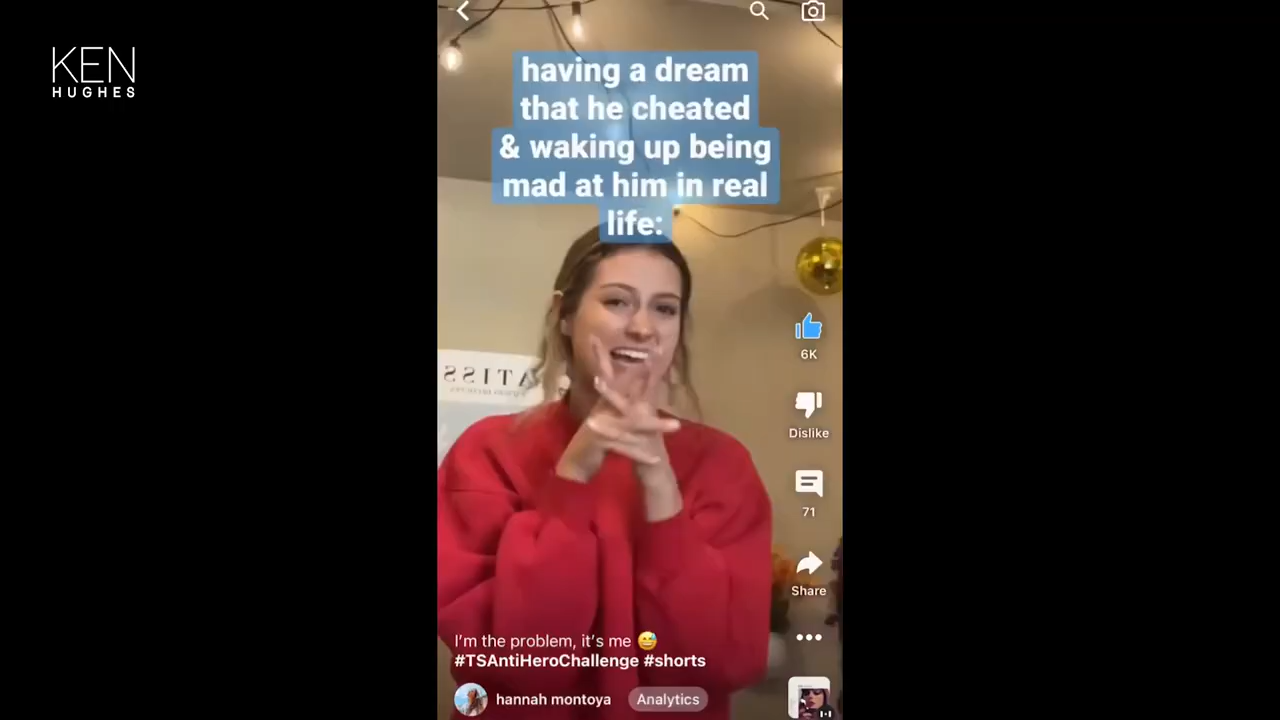 KEN
HUGHES
having a dream
that he cheated
& waking up being
mad at him in real
life:
ATISS
6K
Dislike
71
Share
I'm the problem, it's me 😅
#TSAntiHeroChallenge #shorts
hannah montoya
Analytics